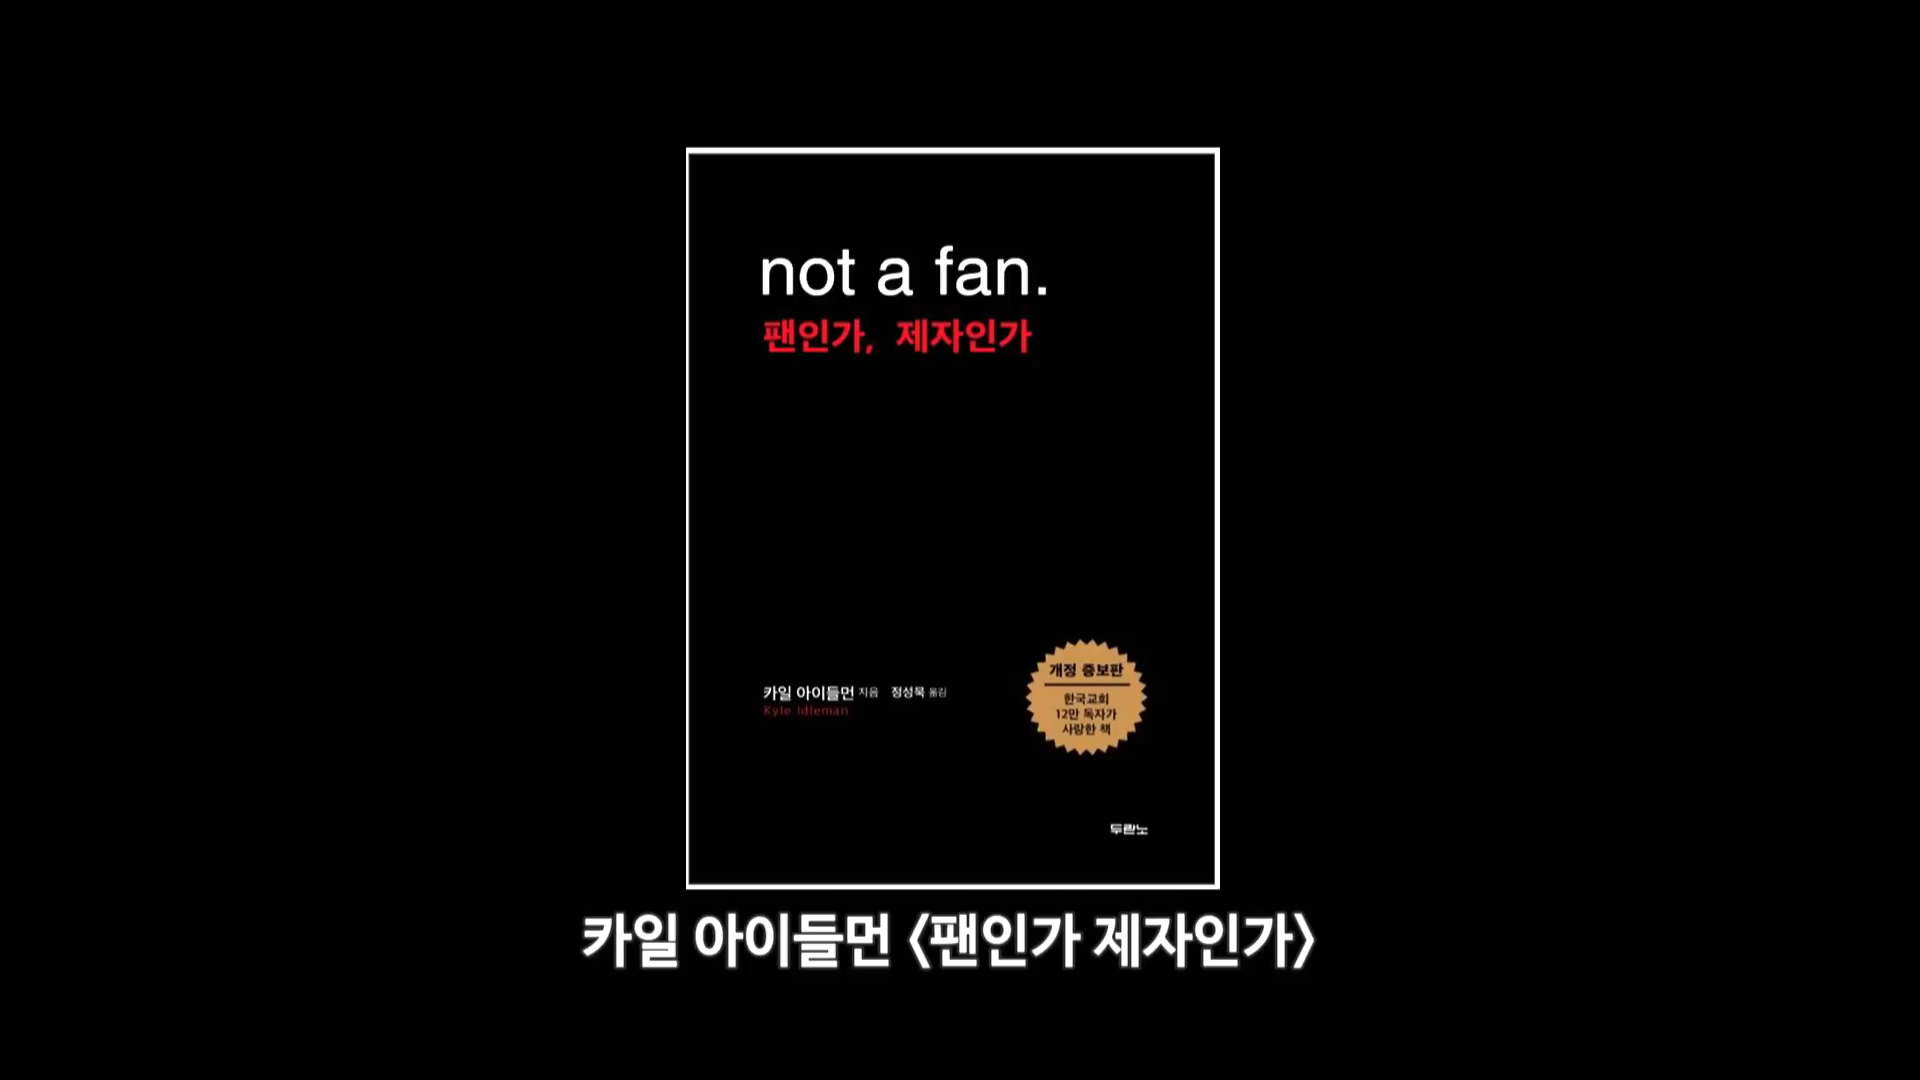 not a fan.
팬인가, 제자인가
카일 아이들먼 지음 정성묵 옮김
Kyle Idleman
개정 증보판
한국교회
12만 독자가
사랑한 책
두란노
카일 아이들먼 〈팬인가 제자인가〉